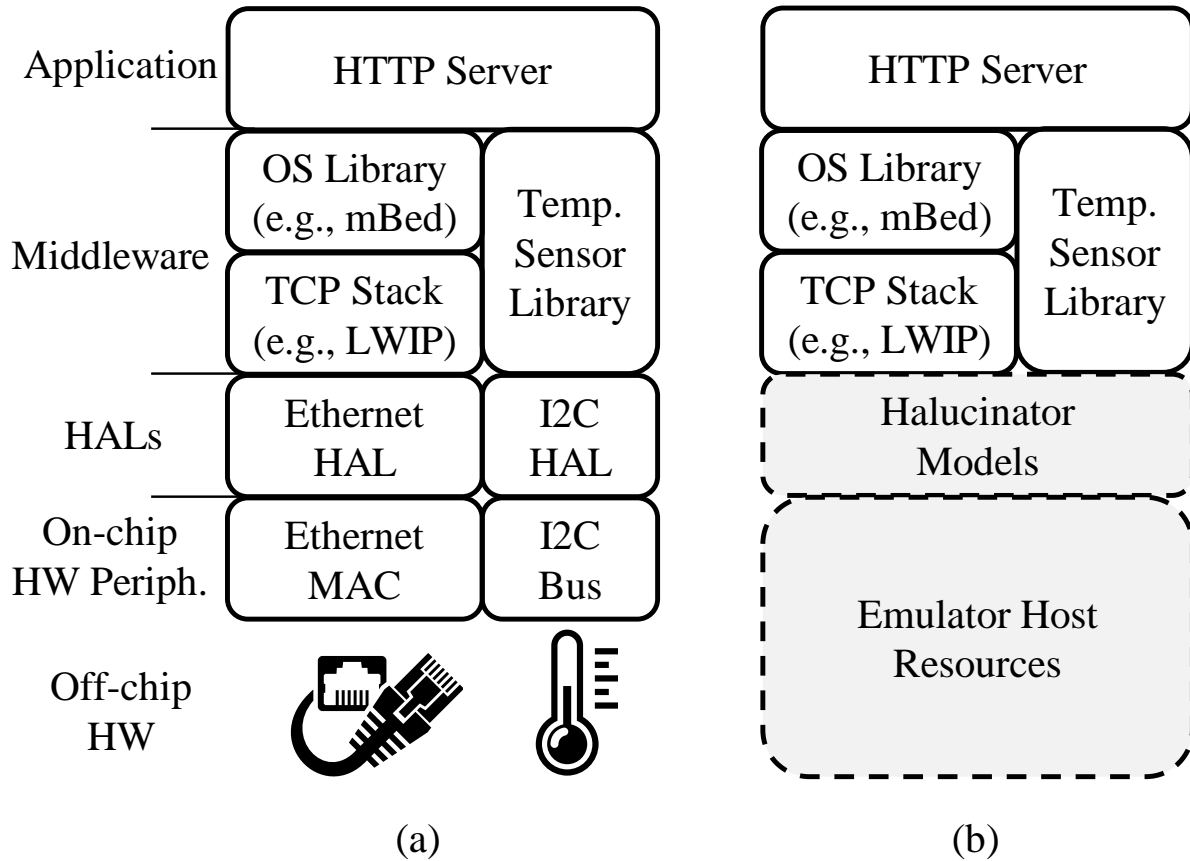 Application
HTTP Server
HTTP Server
Middleware
OS Library
(e.g., mBed)
TCP Stack
(e.g., LWIP)
Temp.
Sensor
Library
OS Library
(e.g., mBed)
TCP Stack
(e.g., LWIP)
Temp.
Sensor
Library
HALs
Ethernet
HAL
I2C
HAL
Halucinator
Models
On-chip
HW Periph.
Ethernet
MAC
I2C
Bus
Emulator Host
Resources
Off-chip
HW
(a)
(b)